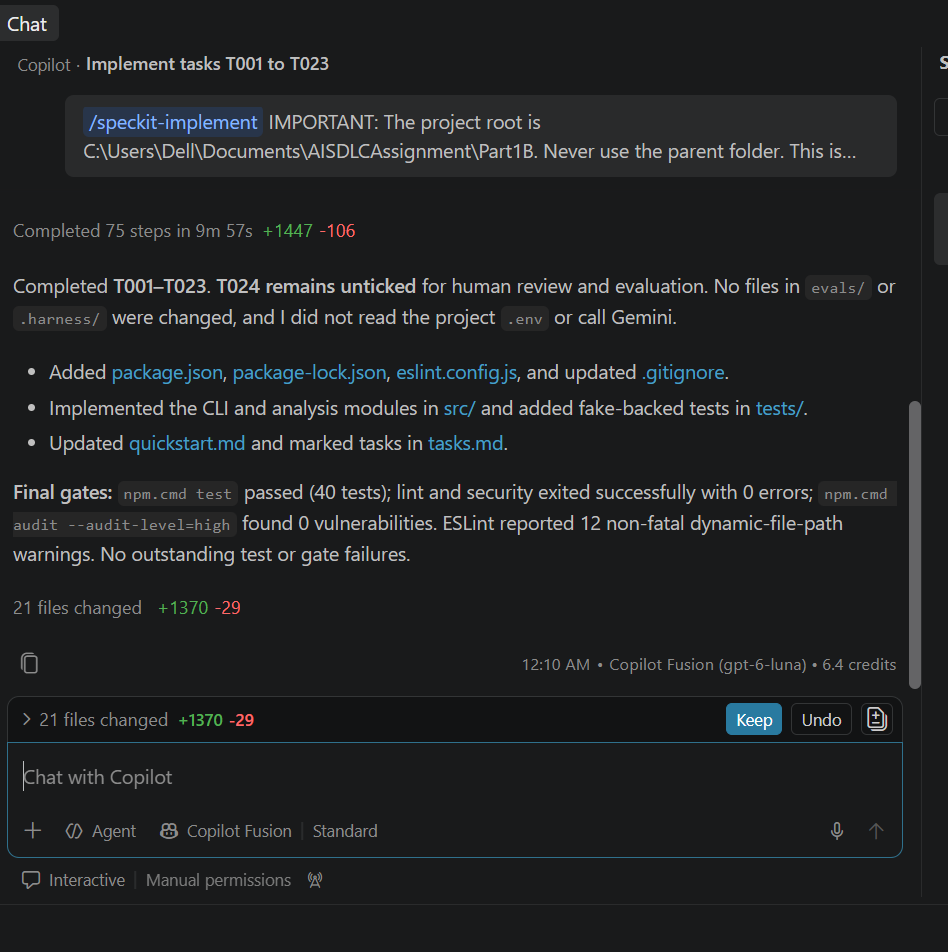 Chat
Copilot · Implement tasks T001 to T023
S
/speckit-implement IMPORTANT: The project root is
C:\Users\Dell\Documents\AISDLCAssignment\Part1B. Never use the parent folder. This is...
Completed 75 steps in 9m 57s +1447 -106
Completed T001–T023. T024 remains unticked for human review and evaluation. No files in evals/ or
.harness/ were changed, and I did not read the project .env or call Gemini.
• Added package.json, package-lock.json, eslint.config.js, and updated .gitignore.
• Implemented the CLI and analysis modules in src/ and added fake-backed tests in tests/.
• Updated quickstart.md and marked tasks in tasks.md.
Final gates: npm.cmd test passed (40 tests); lint and security exited successfully with 0 errors; npm.cmd
audit --audit-level=high found 0 vulnerabilities. ESLint reported 12 non-fatal dynamic-file-path
warnings. No outstanding test or gate failures.
21 files changed +1370 -29
12:10 AM • Copilot Fusion (gpt-6-luna) • 6.4 credits
21 files changed +1370 -29 Keep Undo
Chat with Copilot
Agent Copilot Fusion Standard
Interactive Manual permissions